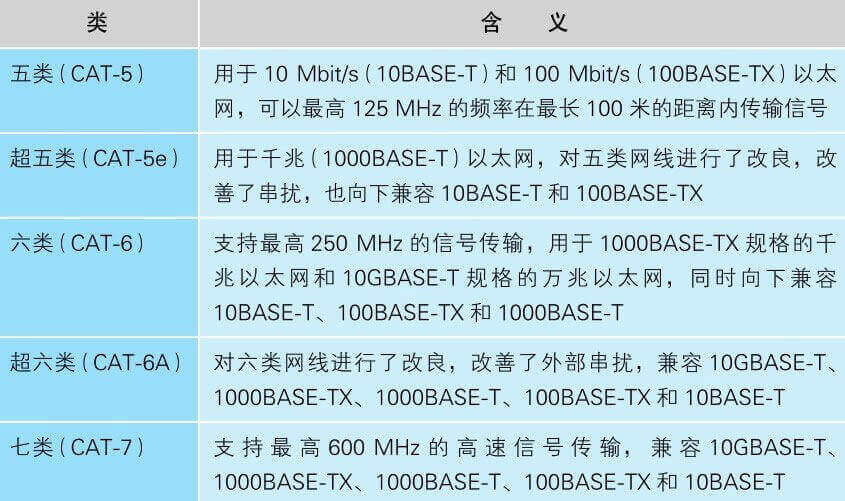 类
含 义
五类(CAT-5)
用于 10 Mbit/s(10BASE-T)和 100 Mbit/s(100BASE-TX)以太
网，可以最高 125 MHz 的频率在最长 100 米的距离内传输信号
超五类(CAT-5e)
用于千兆(1000BASE-T)以太网，对五类网线进行了改良，改
善了串扰，也向下兼容 10BASE-T 和 100BASE-TX
六类(CAT-6)
支持最高 250 MHz 的信号传输，用于 1000BASE-TX 规格的千
兆以太网和 10GBASE-T 规格的万兆以太网，同时向下兼容
10BASE-T、100BASE-TX 和 1000BASE-T
超六类(CAT-6A)
对六类网线进行了改良，改善了外部串扰，兼容 10GBASE-T、
1000BASE-TX、1000BASE-T、100BASE-TX 和 10BASE-T
七类(CAT-7)
支持最高 600 MHz 的高速信号传输，兼容 10GBASE-T、
1000BASE-TX、1000BASE-T、100BASE-TX 和 10BASE-T